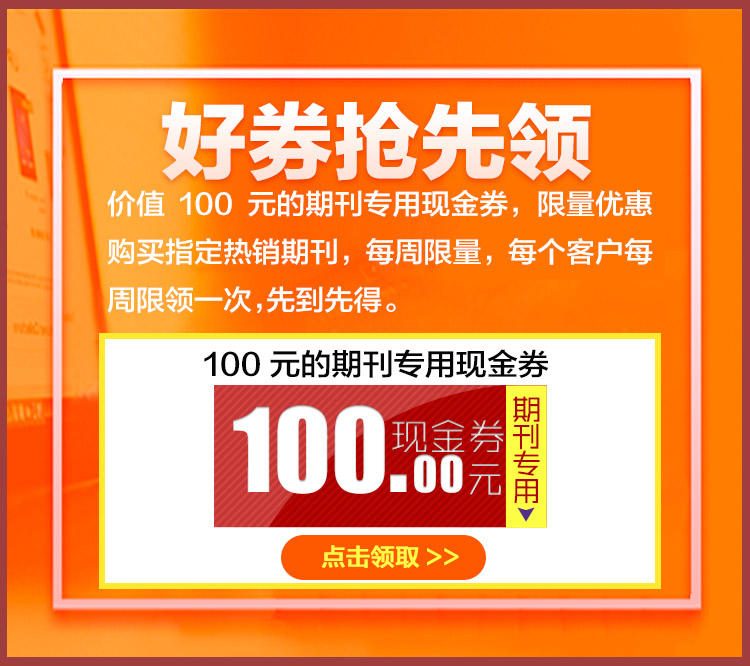 好券抢先领
价值 100 元的期刊专用现金券，限量优惠
购买指定热销期刊，每周限量，每个客户每
周限领一次,先到先得。
100 元的期刊专用现金券
100.00
现金券
元
期刊专用
点击领取 >>